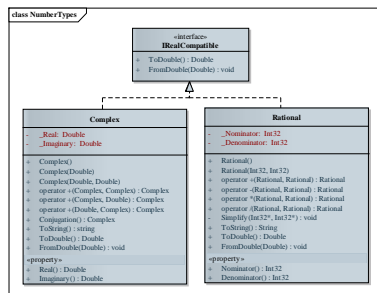 class NumberTypes
«interface»
IRealCompatible
+ ToDouble() : Double
+ FromDouble(Double) : void
Complex
- _Real: Double
- _Imaginary: Double
+ Complex()
+ Complex(Double)
+ Complex(Double, Double)
+ operator +(Complex, Complex) : Complex
+ operator +(Complex, Double) : Complex
+ operator +(Double, Complex) : Complex
+ Conjugation() : Complex
+ ToString() : string
+ ToDouble() : Double
+ FromDouble(Double) : void
«property»
+ Real() : Double
+ Imaginary() : Double
Rational
- _Nominator: Int32
- _Denominator: Int32
+ Rational()
+ Rational(Int32, Int32)
+ operator +(Rational, Rational) : Rational
+ operator -(Rational, Rational) : Rational
+ operator *(Rational, Rational) : Rational
+ operator /(Rational, Rational) : Rational
- Simplify(Int32*, Int32*) : void
+ ToString() : string
+ ToDouble() : Double
+ FromDouble(Double) : void
«property»
+ Nominator() : Int32
+ Denominator() : Int32